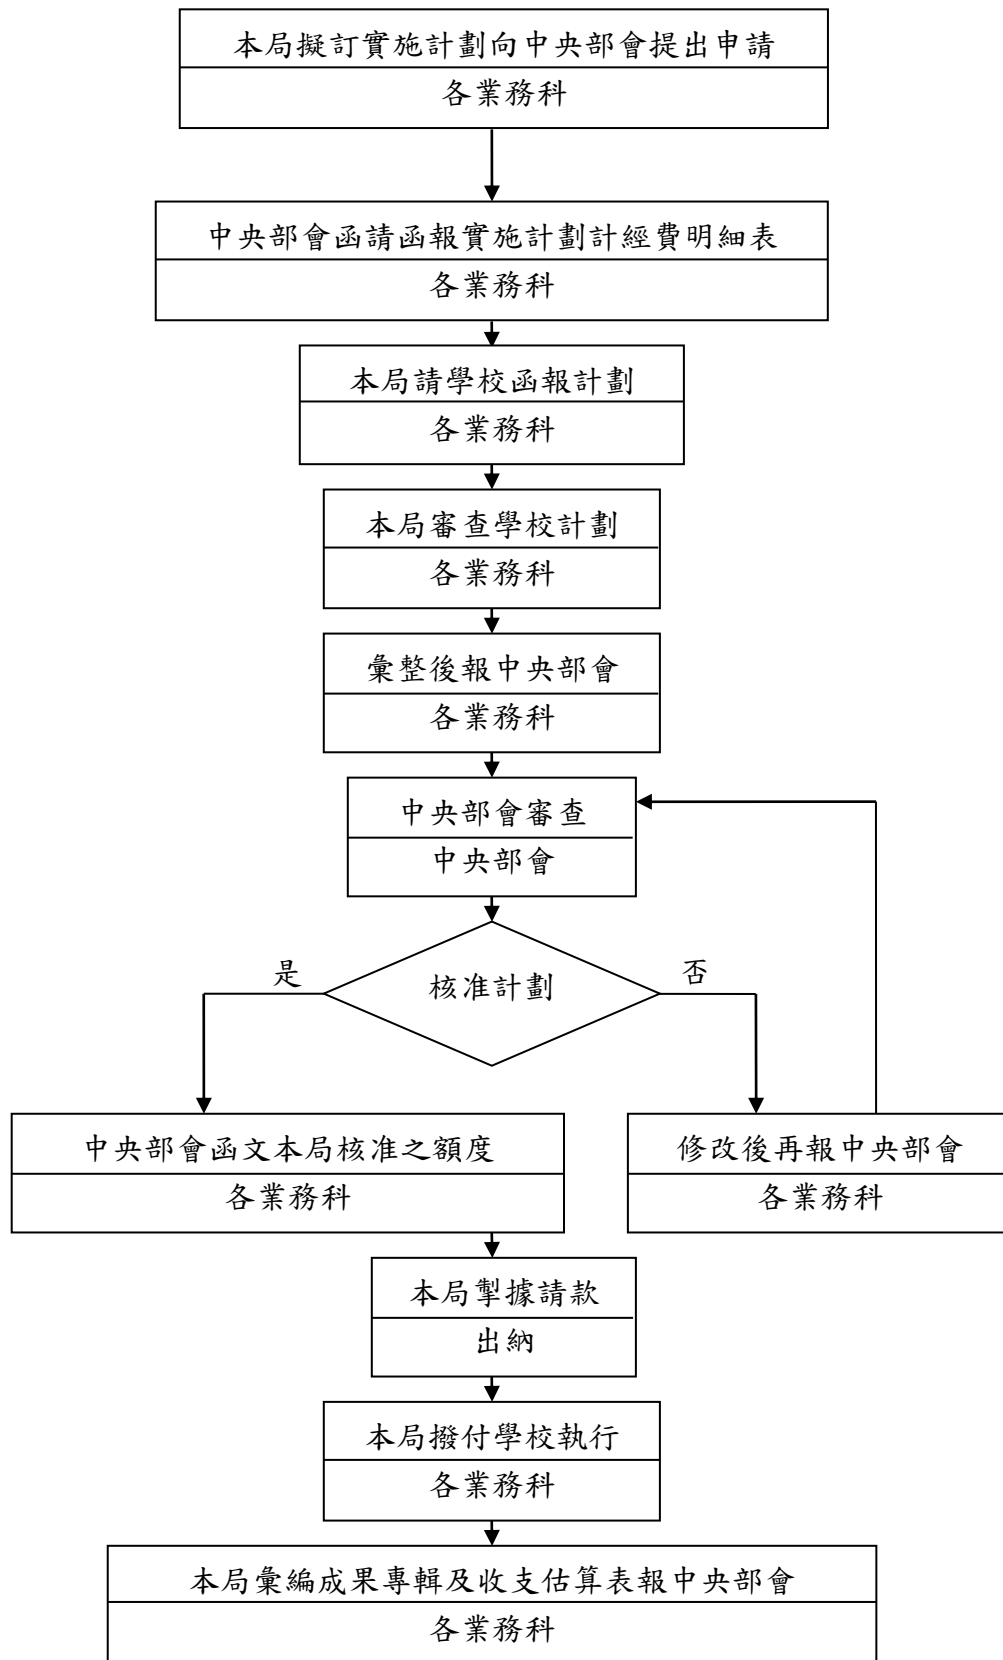 本局擬訂實施計劃向中央部會提出申請
各業務科
中央部會函請函報實施計劃計經費明細表
各業務科
本局請學校函報計劃
各業務科
本局審查學校計劃
各業務科
彙整後報中央部會
各業務科
中央部會審查
中央部會
核准計劃
是
否
中央部會函文本局核准之額度
各業務科
修改後再報中央部會
各業務科
本局掣據請款
出納
本局撥付學校執行
各業務科
本局彙編成果專輯及收支估算表報中央部會
各業務科